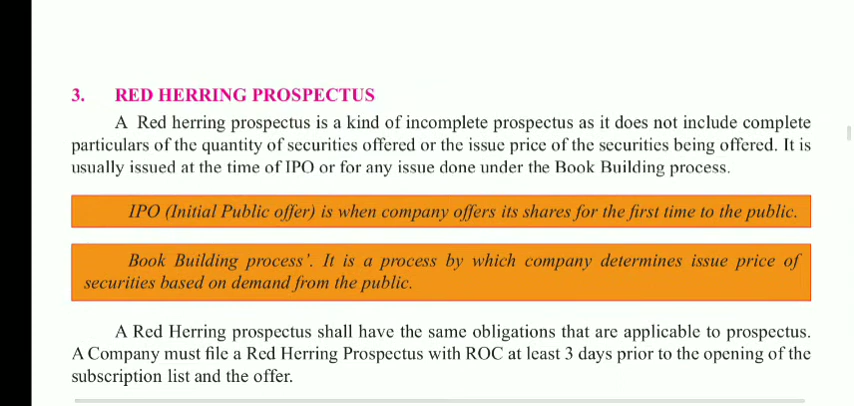 3. RED HERRING PROSPECTUS
A Red herring prospectus is a kind of incomplete prospectus as it does not include complete
particulars of the quantity of securities offered or the issue price of the securities being offered. It is
usually issued at the time of IPO or for any issue done under the Book Building process.
IPO (Initial Public offer) is when company offers its shares for the first time to the public.
Book Building process'. It is a process by which company determines issue price of
securities based on demand from the public.
A Red Herring prospectus shall have the same obligations that are applicable to prospectus.
A Company must file a Red Herring Prospectus with ROC at least 3 days prior to the opening of the
subscription list and the offer.